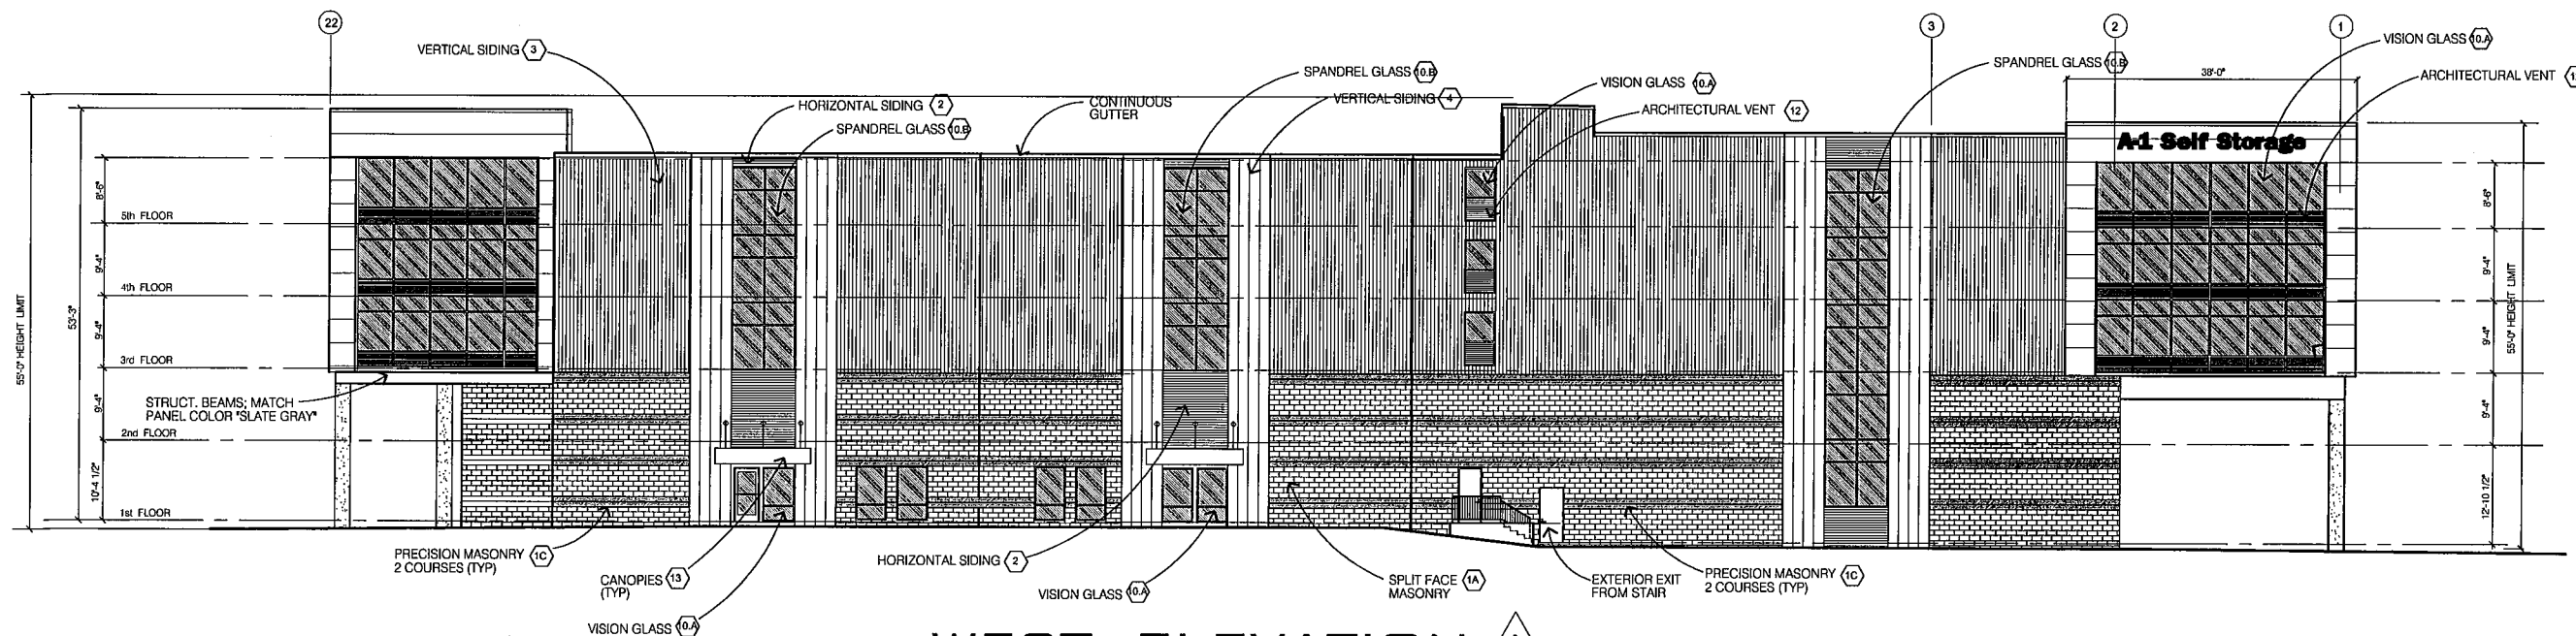 22
3
2
1
VERTICAL SIDING 3
VISION GLASS 10.A
SPANDREL GLASS 10.B
38'-0"
SPANDREL GLASS 10.B
VISION GLASS 10.A
ARCHITECTURAL VENT
HORIZONTAL SIDING 2
CONTINUOUS
GUTTER
VERTICAL SIDING 4
ARCHITECTURAL VENT 12
SPANDREL GLASS 10.B
A-1 Self Storage
55'-0" HEIGHT LIMIT
53'-3"
8'-6"
5th FLOOR
9'-4"
4th FLOOR
9'-4"
3rd FLOOR
9'-4"
2nd FLOOR
10'-4 1/2"
1st FLOOR
STRUCT. BEAMS; MATCH
PANEL COLOR "SLATE GRAY"
8'-6"
9'-4"
9'-4"
9'-4"
12'-10 1/2"
55'-0" HEIGHT LIMIT
PRECISION MASONRY 1C
2 COURSES (TYP)
CANOPIES 13
(TYP)
VISION GLASS 10.A
HORIZONTAL SIDING 2
VISION GLASS 10.A
SPLIT FACE 1A
MASONRY
EXTERIOR EXIT
FROM STAIR
PRECISION MASONRY 1C
2 COURSES (TYP)
WEST ELEVATION